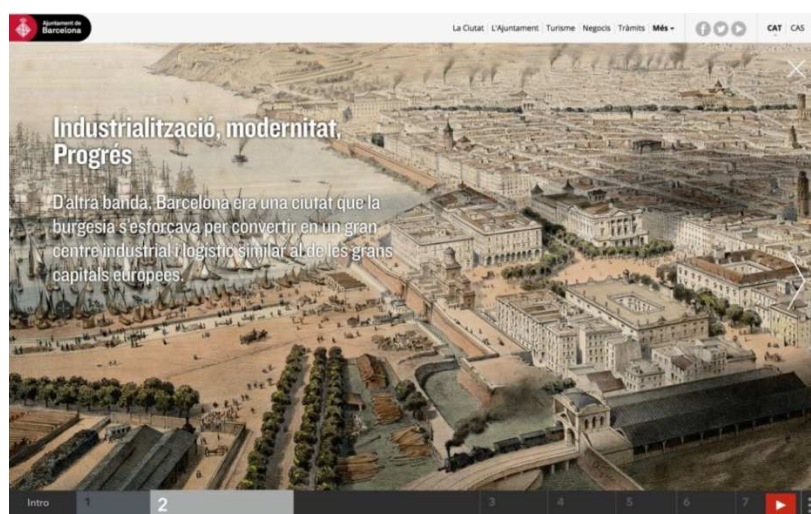 Ajuntament de
Barcelona
La Ciutat L'Ajuntament Turisme Negocis Tràmits Més CAT CAS
Industrialització, modernitat,
Progrés
D'altra banda, Barcelona era una ciutat que la
burgesia s'esforçava per convertir en un gran
centre industrial i logístic similar al de les grans
capitals europees.
Intro 1 2 3 4 5 6 7